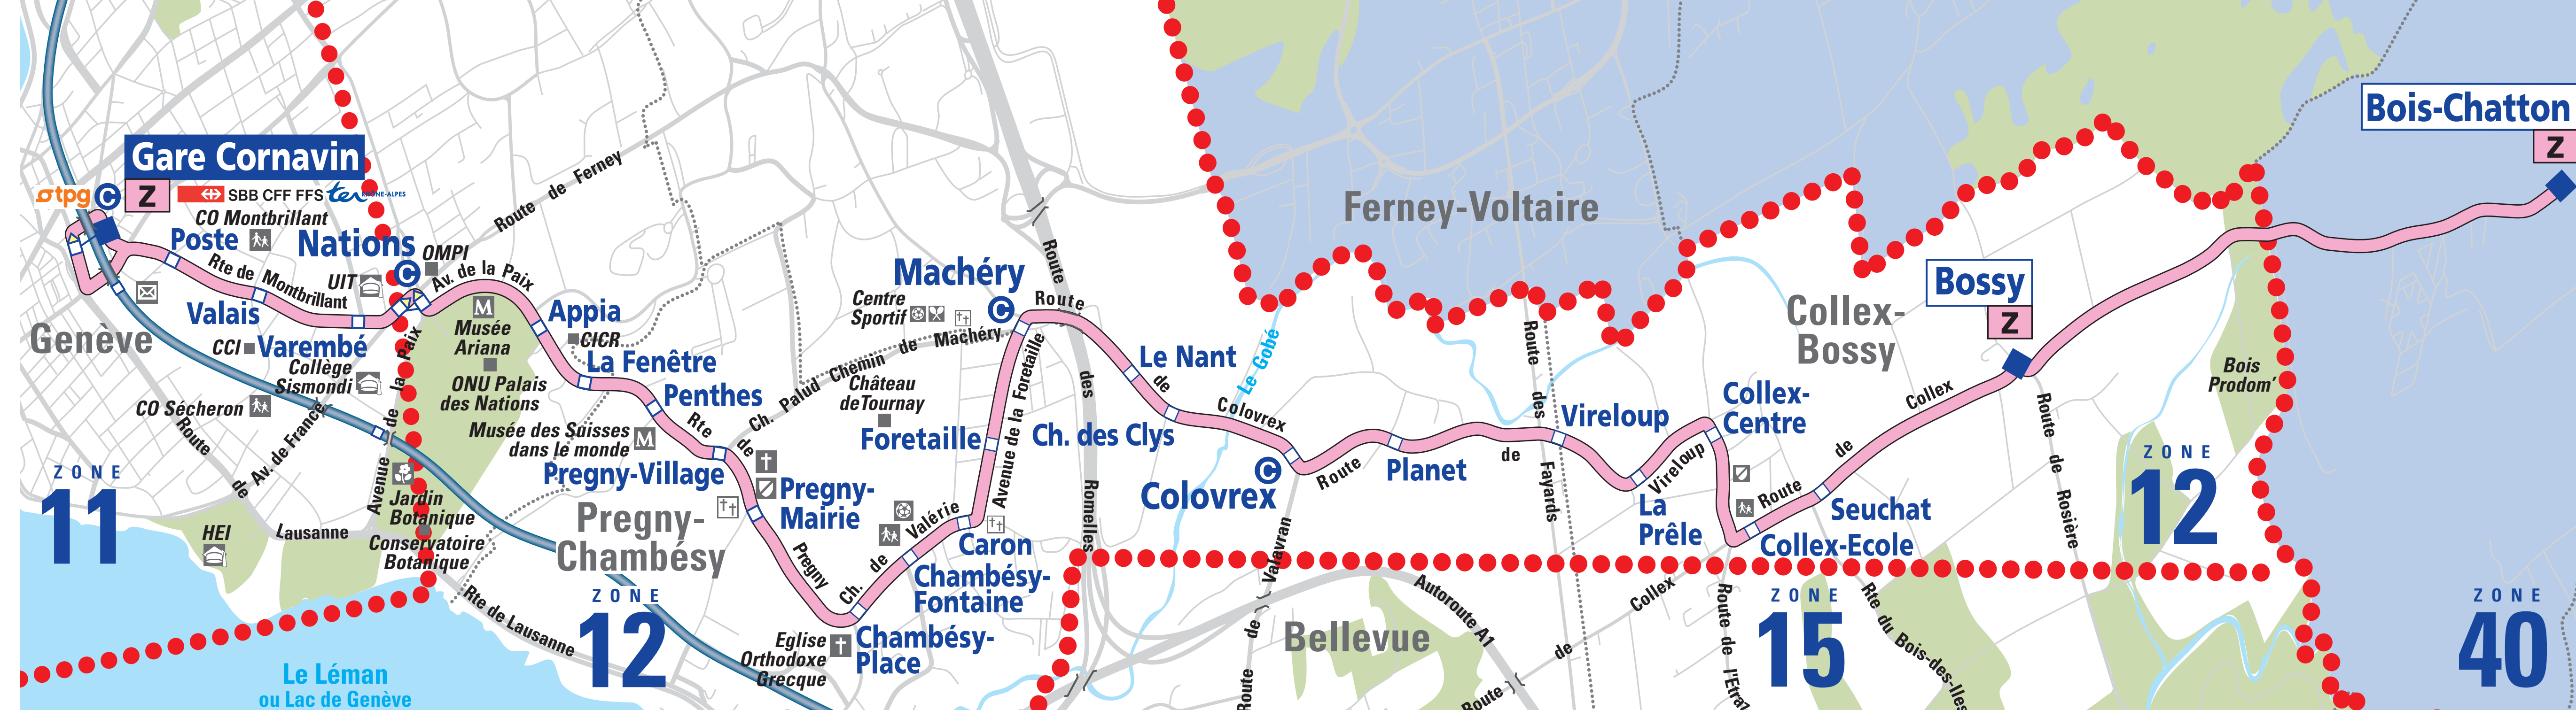 Gare Cornavin
tpg
C
Z
SBB CFF FFS
ter
RHÔNE-ALPES
CO Montbrillant
Poste
Nations
C
OMPI
UIT
Rte de Montbrillant
Av. de la Paix
Route de Ferney
Valais
Genève
CCI
Varembé
Collège
Sismondi
CO Sécheron
Route de Lausanne
Av. de France
Avenue de la Paix
M
Musée
Ariana
ONU Palais
des Nations
Appia
CICR
La Fenêtre
Penthes
Musée des Suisses
dans le monde
M
Pregny-Village
Rte de Pregny
Ch. Palud
Chemin de Machéry
Pregny-
Mairie
Jardin
Botanique
Conservatoire
Botanique
HEI
ZONE
11
Pregny-
Chambésy
ZONE
12
Rte de Lausanne
Le Léman
ou Lac de Genève
Machéry
C
Centre
Sportif
Château
de Tournay
Foretaille
Avenue de la Foretaille
Ch. des Clys
Ch. de Valérie
Caron
Chambésy-
Fontaine
Chambésy-
Place
Eglise
Orthodoxe
Grecque
Route des Romelles
Route de Colovrex
Le Nant
Le Gobé
Colovrex
C
Ferney-Voltaire
Route de
Planet
Route des Fayards
Vireloup
Vireloup
La
Prêle
Collex-
Centre
Collex-
Bossy
Bossy
Z
Route de Collex
Seuchat
Collex-Ecole
Route de Rosière
Bois
Prodom'
ZONE
12
Bois-Chatton
Z
ZONE
40
Route de Valavran
Bellevue
Autoroute A1
Route de Collex
Route de l'Etraz
ZONE
15
Rte du Bois-des-Iles